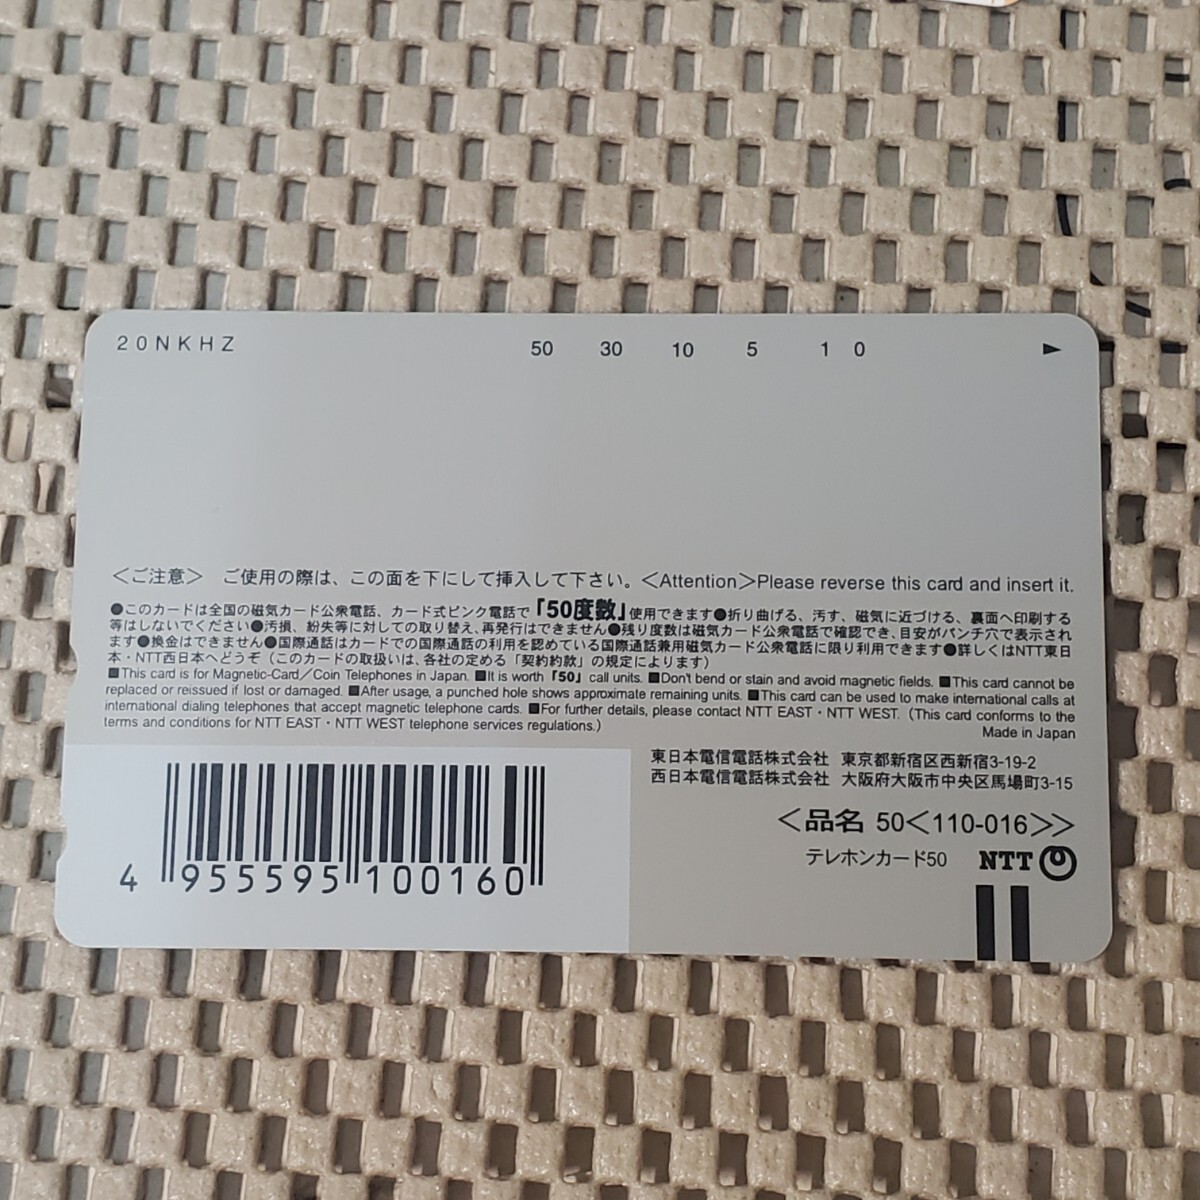 20NKHZ
50 30 10 5 1 0 ►
＜ご注意＞ ご使用の際は、この面を下にして挿入して下さい。＜Attention＞Please reverse this card and insert it.
●このカードは全国の磁気カード公衆電話、カード式ピンク電話で「50度数」使用できます●折り曲げる、汚す、磁気に近づける、裏面へ印刷する
等はしないでください●汚損、紛失等に対しての取り替え、再発行はできません●残り度数は磁気カード公衆電話で確認でき、目安がパンチ穴で表示され
ます●換金はできません●国際通話はカードでの国際通話の利用を認めている国際通話兼用磁気カード公衆電話に限り利用できます●詳しくはNTT東日
本・NTT西日本へどうぞ（このカードの取扱いは、各社の定める「契約約款」の規定によります）
■This card is for Magnetic-Card／Coin Telephones in Japan. ■It is worth「50」call units. ■Don't bend or stain and avoid magnetic fields. ■This card cannot be
replaced or reissued if lost or damaged. ■After usage, a punched hole shows approximate remaining units. ■This card can be used to make international calls at
international dialing telephones that accept magnetic telephone cards. ■For further details, please contact NTT EAST・NTT WEST.（This card conforms to the
terms and conditions for NTT EAST・NTT WEST telephone services regulations.）
Made in Japan
東日本電信電話株式会社 東京都新宿区西新宿3-19-2
西日本電信電話株式会社 大阪府大阪市中央区馬場町3-15
＜品名 50＜110-016＞＞
テレホンカード50 NTT
4 955595 100160